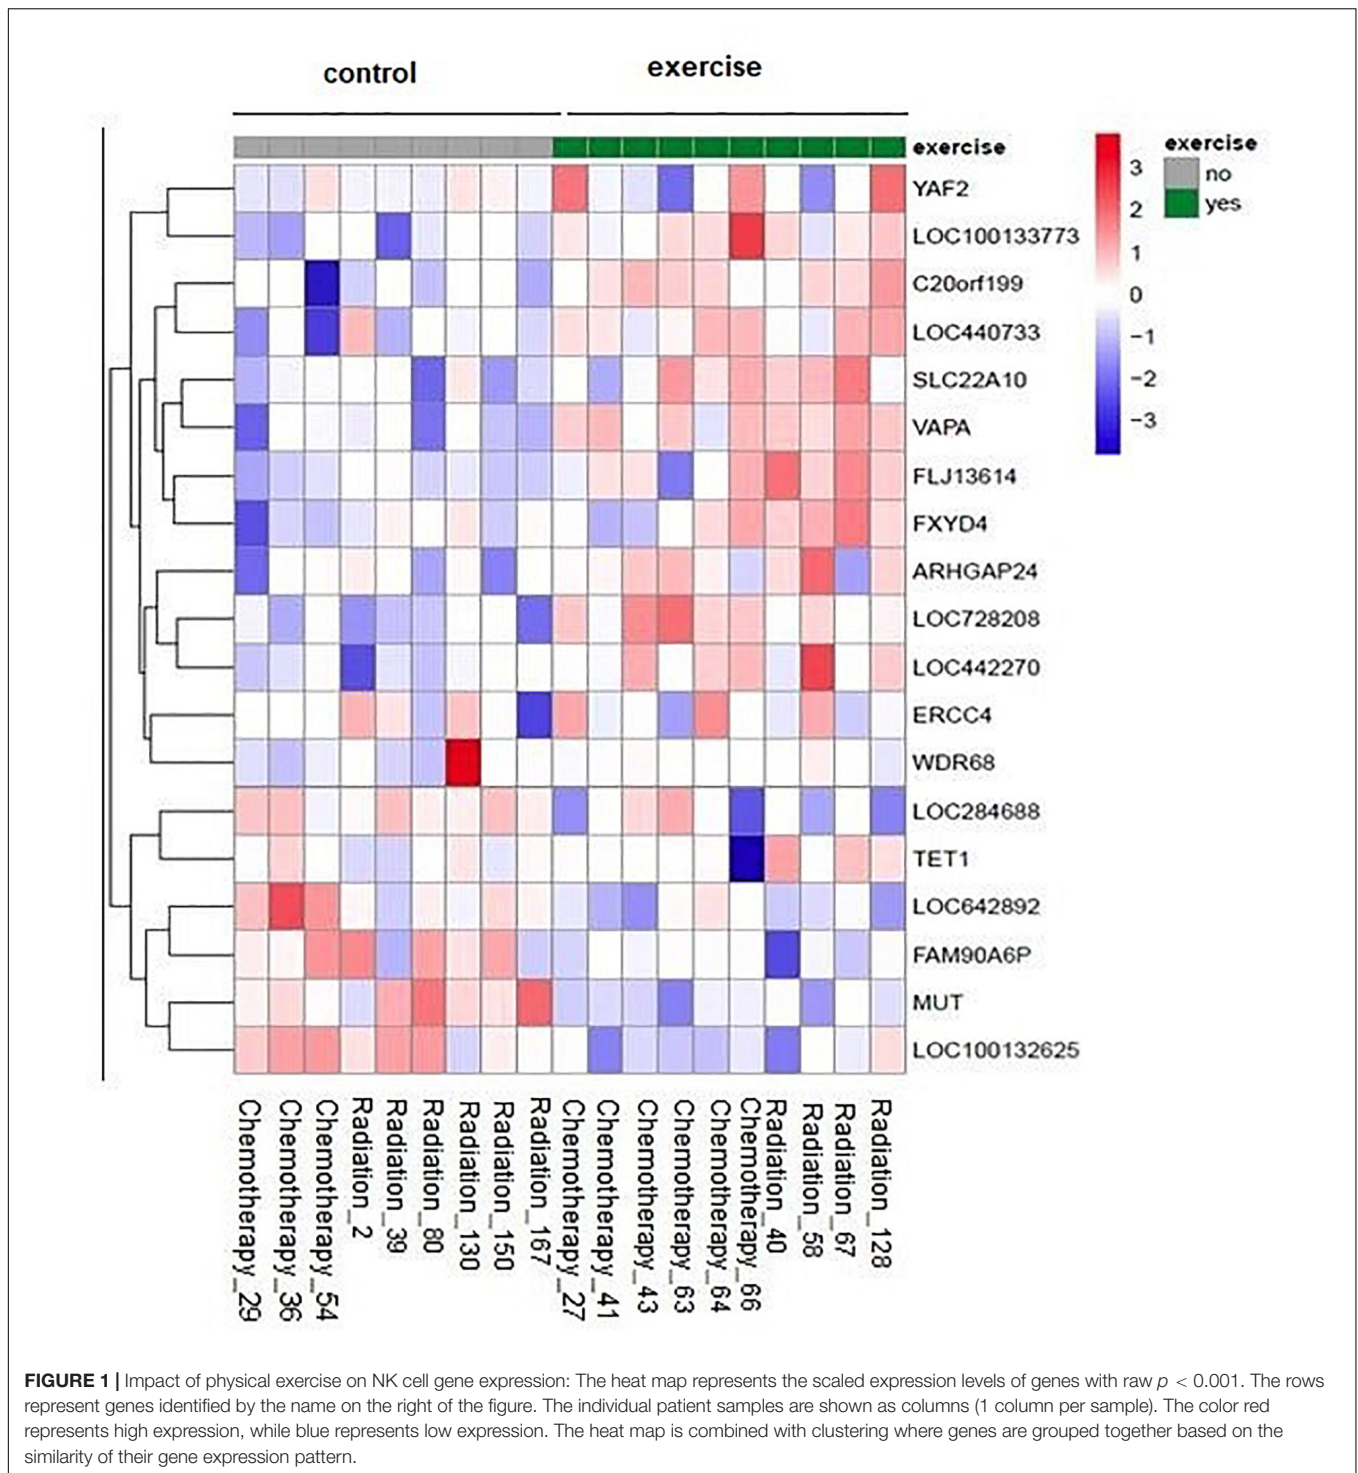 control
exercise
exercise
YAF2
LOC100133773
C20orf199
LOC440733
SLC22A10
VAPA
FLJ13614
FXYD4
ARHGAP24
LOC728208
LOC442270
ERCC4
WDR68
LOC284688
TET1
LOC642892
FAM90A6P
MUT
LOC100132625
3
2
1
0
−1
−2
−3
exercise
no
yes
Chemotherapy_29
Chemotherapy_36
Chemotherapy_54
Radiation_2
Radiation_39
Radiation_80
Radiation_130
Radiation_150
Radiation_167
Chemotherapy_27
Chemotherapy_41
Chemotherapy_43
Chemotherapy_63
Chemotherapy_64
Chemotherapy_66
Radiation_40
Radiation_58
Radiation_67
Radiation_128
FIGURE 1 | Impact of physical exercise on NK cell gene expression: The heat map represents the scaled expression levels of genes with raw p < 0.001. The rows
represent genes identified by the name on the right of the figure. The individual patient samples are shown as columns (1 column per sample). The color red
represents high expression, while blue represents low expression. The heat map is combined with clustering where genes are grouped together based on the
similarity of their gene expression pattern.